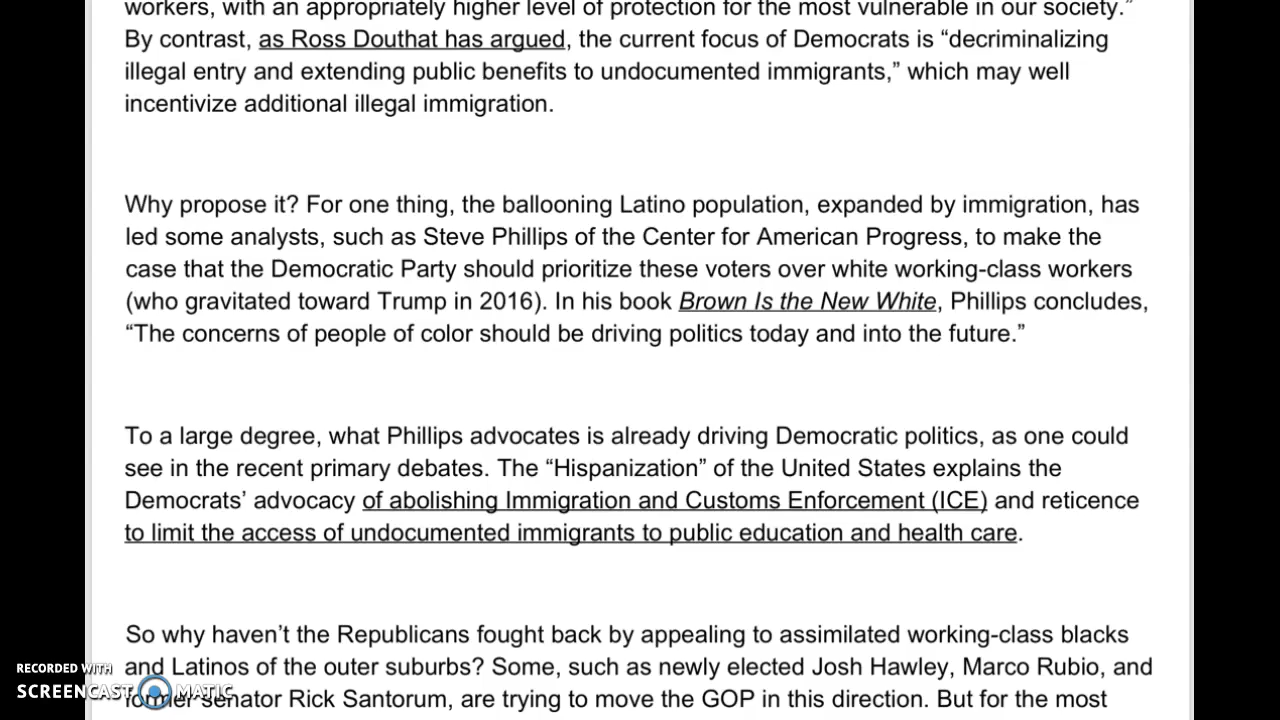 workers, with an appropriately higher level of protection for the most vulnerable in our society.”
By contrast, as Ross Douthat has argued, the current focus of Democrats is “decriminalizing
illegal entry and extending public benefits to undocumented immigrants,” which may well
incentivize additional illegal immigration.
Why propose it? For one thing, the ballooning Latino population, expanded by immigration, has
led some analysts, such as Steve Phillips of the Center for American Progress, to make the
case that the Democratic Party should prioritize these voters over white working-class workers
(who gravitated toward Trump in 2016). In his book Brown Is the New White, Phillips concludes,
“The concerns of people of color should be driving politics today and into the future.”
To a large degree, what Phillips advocates is already driving Democratic politics, as one could
see in the recent primary debates. The “Hispanization” of the United States explains the
Democrats’ advocacy of abolishing Immigration and Customs Enforcement (ICE) and reticence
to limit the access of undocumented immigrants to public education and health care.
So why haven’t the Republicans fought back by appealing to assimilated working-class blacks
and Latinos of the outer suburbs? Some, such as newly elected Josh Hawley, Marco Rubio, and
former senator Rick Santorum, are trying to move the GOP in this direction. But for the most
RECORDED WITH
SCREENCAST MATIC